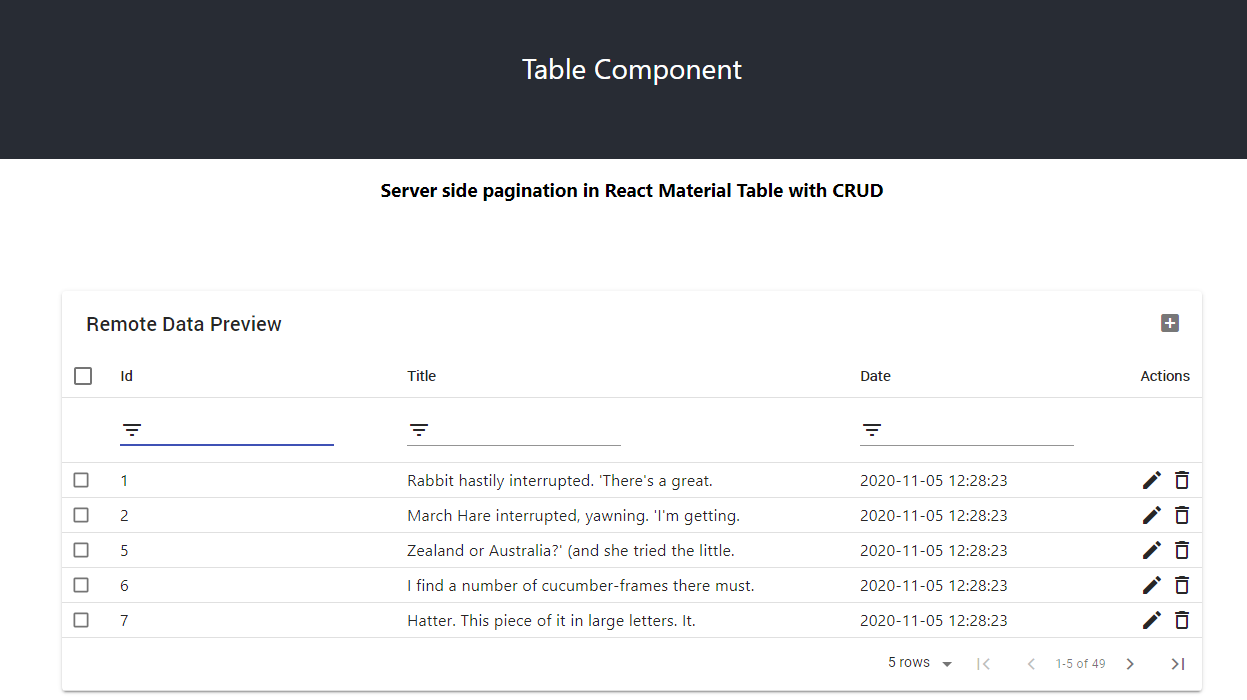 Table Component
Server side pagination in React Material Table with CRUD
Remote Data Preview
Id Title Date Actions
1 Rabbit hastily interrupted. 'There's a great. 2020-11-05 12:28:23
2 March Hare interrupted, yawning. 'I'm getting. 2020-11-05 12:28:23
5 Zealand or Australia?' (and she tried the little. 2020-11-05 12:28:23
6 I find a number of cucumber-frames there must. 2020-11-05 12:28:23
7 Hatter. This piece of it in large letters. It. 2020-11-05 12:28:23
5 rows 1-5 of 49